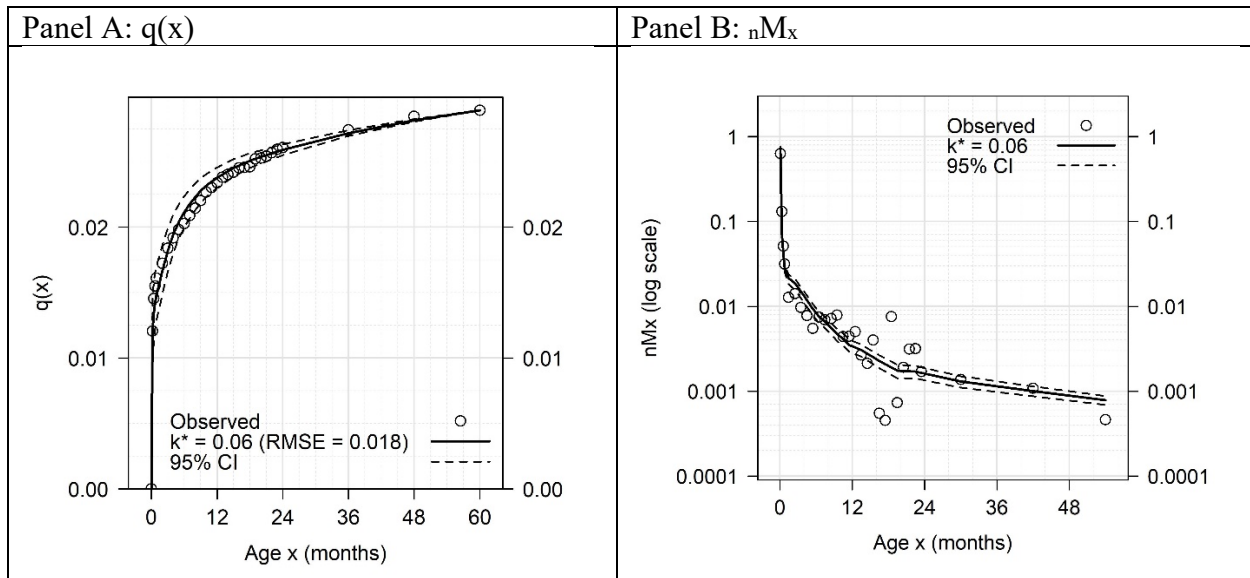 Panel A: q(x)
Panel B: nMx
q(x)
0.02
0.01
0.00
0.02
0.01
0.00
Observed
k* = 0.06 (RMSE = 0.018)
95% CI
0 12 24 36 48 60
Age x (months)
nMx (log scale)
1
0.1
0.01
0.001
0.0001
1
0.1
0.01
0.001
0.0001
Observed
k* = 0.06
95% CI
0 12 24 36 48
Age x (months)